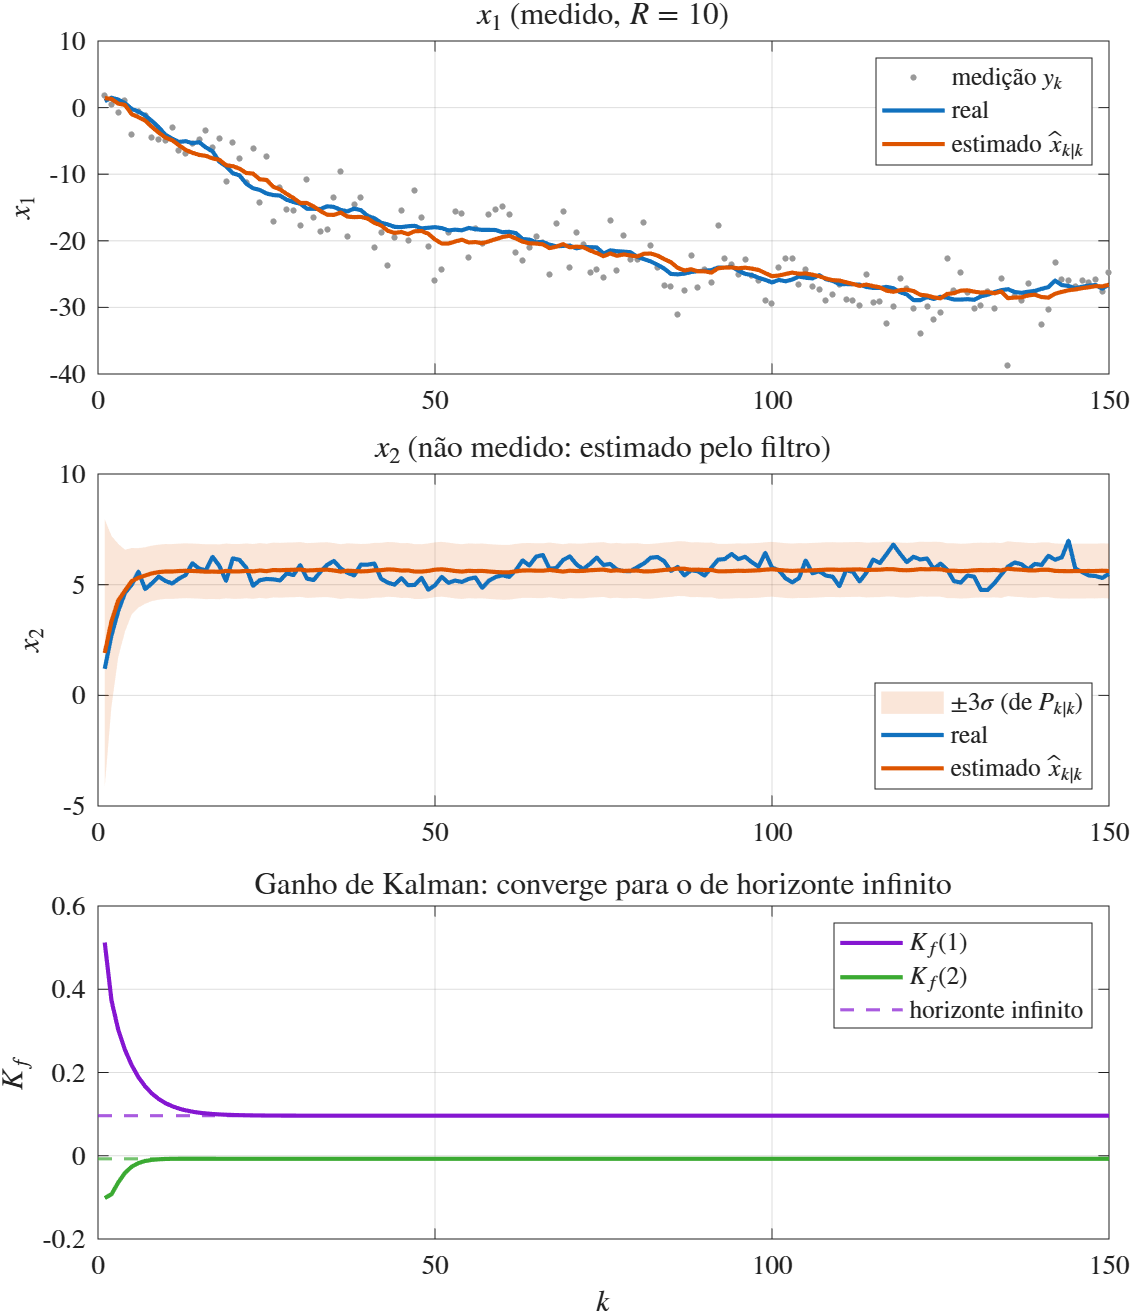 x₁ (medido, R = 10)
10
0
-10
-20
-30
-40
x₁
medição yₖ
real
estimado x̂ₖ|ₖ
0 50 100 150
x₂ (não medido: estimado pelo filtro)
10
5
0
-5
x₂
±3σ (de Pₖ|ₖ)
real
estimado x̂ₖ|ₖ
0 50 100 150
Ganho de Kalman: converge para o de horizonte infinito
0.6
0.4
0.2
0
-0.2
K_f
K_f(1)
K_f(2)
horizonte infinito
0 50 100 150
k